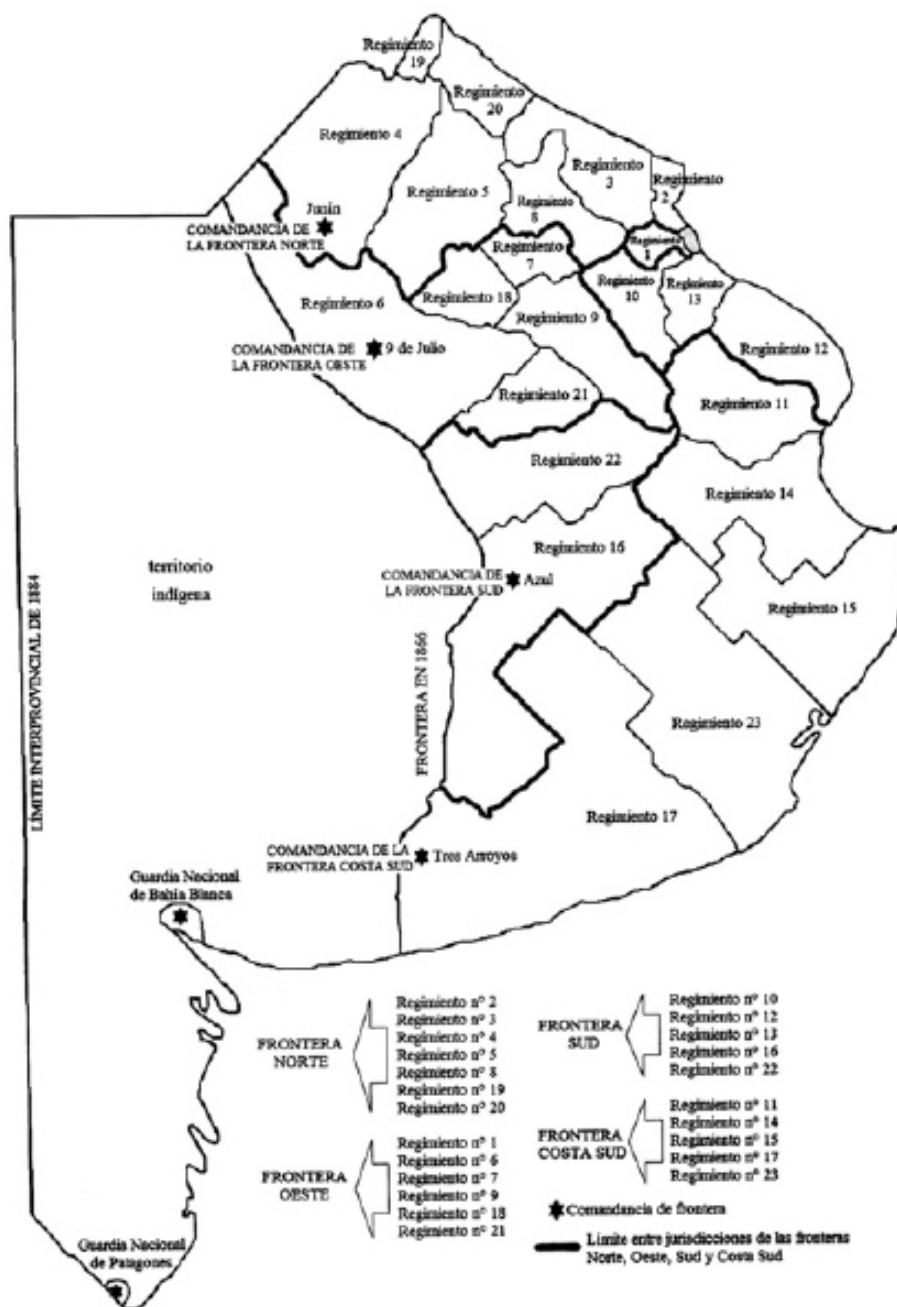 Regimiento
19
Regimiento
20
Regimiento 4
Regimiento
3
Regimiento
2
Regimiento 5
Regimiento
8
Junín
COMANDANCIA DE
LA FRONTERA NORTE
Regimiento
1
Regimiento
7
Regimiento
10
Regimiento
13
Regimiento 6
Regimiento 18
Regimiento 9
Regimiento 12
COMANDANCIA DE
LA FRONTERA OESTE
9 de Julio
Regimiento 21
Regimiento 11
Regimiento 22
Regimiento 14
Regimiento 16
territorio
indígena
COMANDANCIA DE
LA FRONTERA SUD
Azul
Regimiento 15
LÍMITE INTERPROVINCIAL DE 1884
FRONTERA EN 1866
Regimiento 23
Regimiento 17
COMANDANCIA DE LA
FRONTERA COSTA SUD
Tres Arroyos
Guardia Nacional
de Bahía Blanca
FRONTERA
NORTE
Regimiento nº 2
Regimiento nº 3
Regimiento nº 4
Regimiento nº 5
Regimiento nº 8
Regimiento nº 19
Regimiento nº 20
FRONTERA
SUD
Regimiento nº 10
Regimiento nº 12
Regimiento nº 13
Regimiento nº 16
Regimiento nº 22
FRONTERA
OESTE
Regimiento nº 1
Regimiento nº 6
Regimiento nº 7
Regimiento nº 9
Regimiento nº 18
Regimiento nº 21
FRONTERA
COSTA SUD
Regimiento nº 11
Regimiento nº 14
Regimiento nº 15
Regimiento nº 17
Regimiento nº 23
Comandancia de frontera
Límite entre jurisdicciones de las fronteras
Norte, Oeste, Sud y Costa Sud
Guardia Nacional
de Patagones